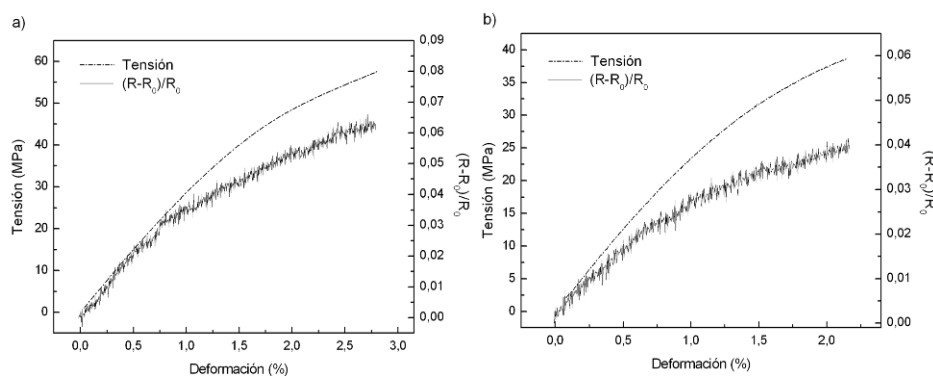 a)
Tensión
(R-R0)/R0
Tensión (MPa)
60
50
40
30
20
10
0
0,0 0,5 1,0 1,5 2,0 2,5 3,0
Deformación (%)
0,09
0,08
0,07
0,06
0,05
0,04
0,03
0,02
0,01
0,00
(R-R0)/R0
b)
Tensión
(R-R0)/R0
Tensión (MPa)
40
35
30
25
20
15
10
5
0
0,0 0,5 1,0 1,5 2,0
Deformación (%)
0,06
0,05
0,04
0,03
0,02
0,01
0,00
(R-R0)/R0